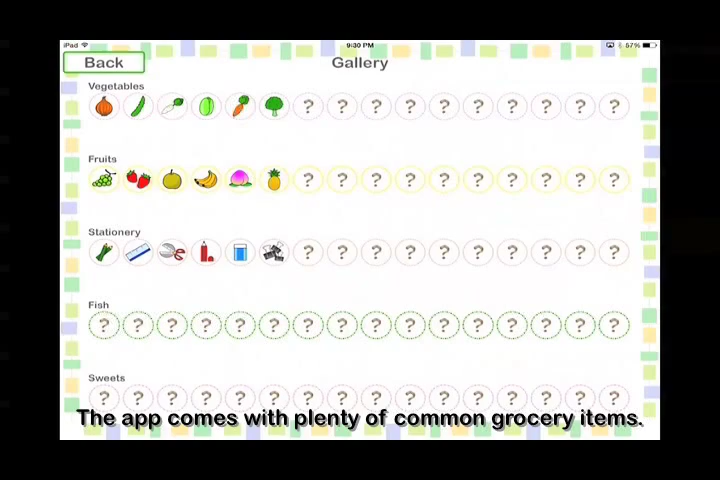 iPad 9:30 PM 57%
Back Gallery
Vegetables
? ? ? ? ? ? ? ? ? ?
Fruits
? ? ? ? ? ? ? ? ? ?
Stationery
? ? ? ? ? ? ? ? ? ?
Fish
? ? ? ? ? ? ? ? ? ? ? ? ? ? ? ?
Sweets
? ? ? ? ? ? ? ? ? ? ? ? ? ? ? ?
The app comes with plenty of common grocery items.